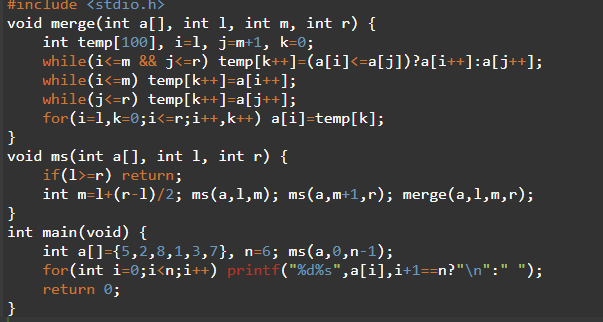 #include <stdio.h>
void merge(int a[], int l, int m, int r) {
    int temp[100], i=l, j=m+1, k=0;
    while(i<=m && j<=r) temp[k++]=(a[i]<=a[j])?a[i++]:a[j++];
    while(i<=m) temp[k++]=a[i++];
    while(j<=r) temp[k++]=a[j++];
    for(i=l,k=0;i<=r;i++,k++) a[i]=temp[k];
}
void ms(int a[], int l, int r) {
    if(l>=r) return;
    int m=l+(r-l)/2; ms(a,l,m); ms(a,m+1,r); merge(a,l,m,r);
}
int main(void) {
    int a[]={5,2,8,1,3,7}, n=6; ms(a,0,n-1);
    for(int i=0;i<n;i++) printf("%d%s",a[i],i+1==n?"\n":" ");
    return 0;
}